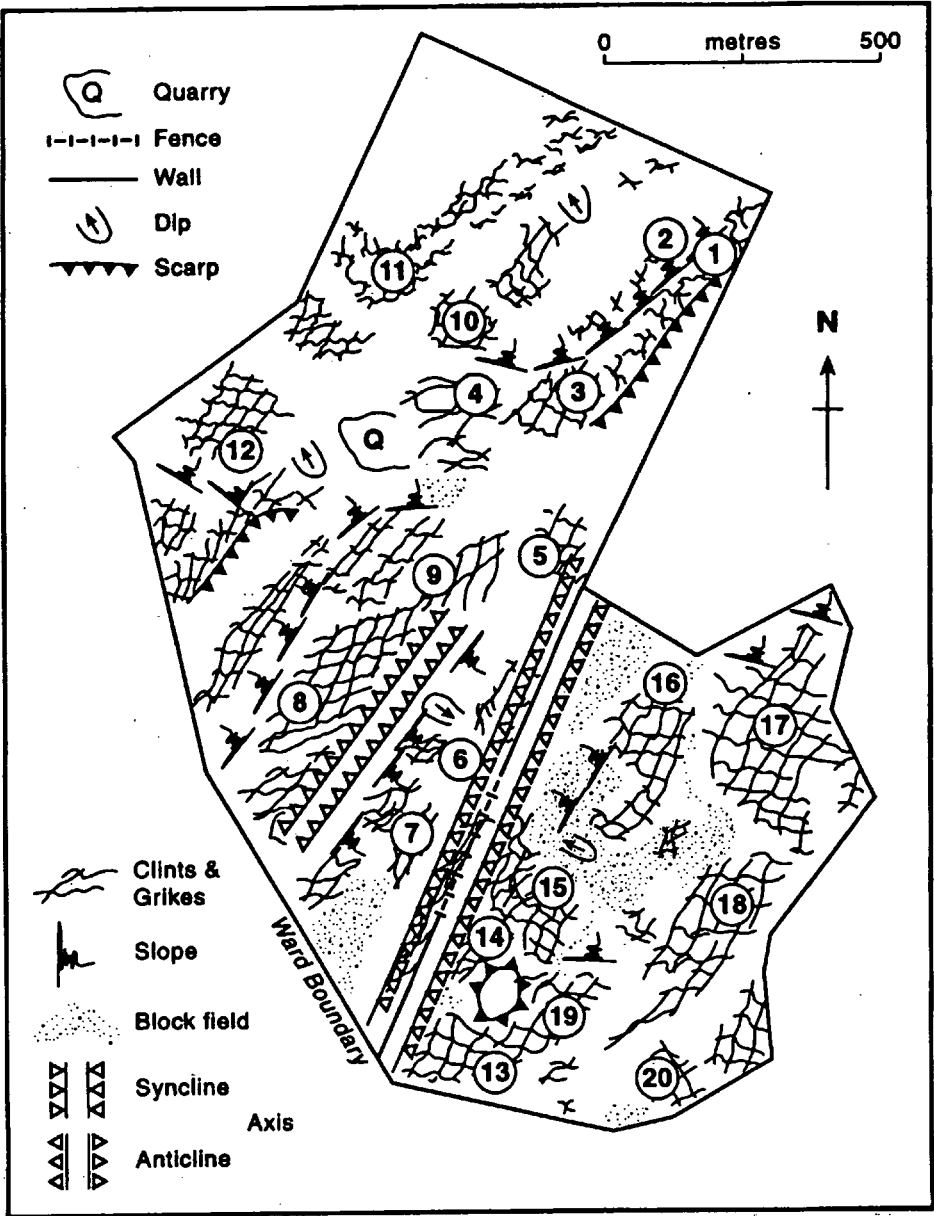 0 metres 500
Q Quarry
Fence
Wall
Dip
Scarp
N
2
1
11
10
3
4
Q
12
5
9
16
8
17
6
7
15
18
14
19
13
20
Clints &
Grikes
Slope
Block field
Syncline
Axis
Anticline
Ward Boundary